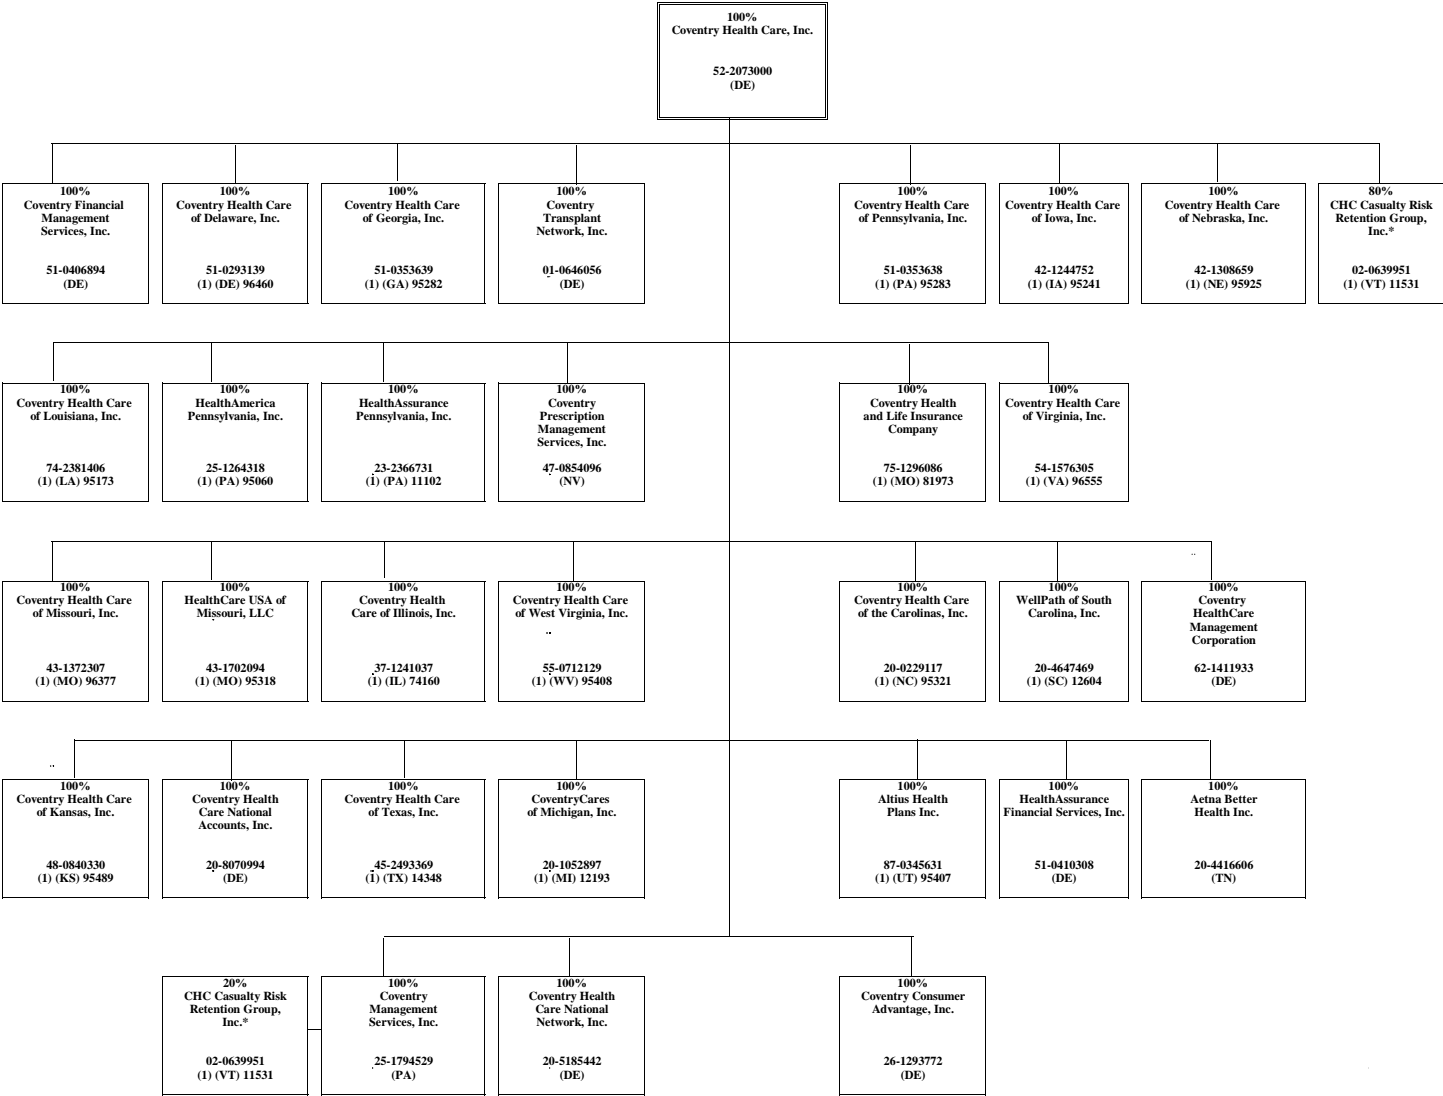 100%
Coventry Health Care, Inc.
52-2073000
(DE)
100%
Coventry Financial
Management
Services, Inc.
51-0406894
(DE)
100%
Coventry Health Care
of Delaware, Inc.
51-0293139
(1) (DE) 96460
100%
Coventry Health Care
of Georgia, Inc.
51-0353639
(1) (GA) 95282
100%
Coventry
Transplant
Network, Inc.
01-0646056
(DE)
100%
Coventry Health Care
of Pennsylvania, Inc.
51-0353638
(1) (PA) 95283
100%
Coventry Health Care
of Iowa, Inc.
42-1244752
(1) (IA) 95241
100%
Coventry Health Care
of Nebraska, Inc.
42-1308659
(1) (NE) 95925
80%
CHC Casualty Risk
Retention Group,
Inc.*
02-0639951
(1) (VT) 11531
100%
Coventry Health Care
of Louisiana, Inc.
74-2381406
(1) (LA) 95173
100%
HealthAmerica
Pennsylvania, Inc.
25-1264318
(1) (PA) 95060
100%
HealthAssurance
Pennsylvania, Inc.
23-2366731
(1) (PA) 11102
100%
Coventry
Prescription
Management
Services, Inc.
47-0854096
(NV)
100%
Coventry Health
and Life Insurance
Company
75-1296086
(1) (MO) 81973
100%
Coventry Health Care
of Virginia, Inc.
54-1576305
(1) (VA) 96555
100%
Coventry Health Care
of Missouri, Inc.
43-1372307
(1) (MO) 96377
100%
HealthCare USA of
Missouri, LLC
43-1702094
(1) (MO) 95318
100%
Coventry Health
Care of Illinois, Inc.
37-1241037
(1) (IL) 74160
100%
Coventry Health Care
of West Virginia, Inc.
55-0712129
(1) (WV) 95408
100%
Coventry Health Care
of the Carolinas, Inc.
20-0229117
(1) (NC) 95321
100%
WellPath of South
Carolina, Inc.
20-4647469
(1) (SC) 12604
100%
Coventry
HealthCare
Management
Corporation
62-1411933
(DE)
100%
Coventry Health Care
of Kansas, Inc.
48-0840330
(1) (KS) 95489
100%
Coventry Health
Care National
Accounts, Inc.
20-8070994
(DE)
100%
Coventry Health Care
of Texas, Inc.
45-2493369
(1) (TX) 14348
100%
CoventryCares
of Michigan, Inc.
20-1052897
(1) (MI) 12193
100%
Altius Health
Plans Inc.
87-0345631
(1) (UT) 95407
100%
HealthAssurance
Financial Services, Inc.
51-0410308
(DE)
100%
Aetna Better
Health Inc.
20-4416606
(TN)
20%
CHC Casualty Risk
Retention Group,
Inc.*
02-0639951
(1) (VT) 11531
100%
Coventry
Management
Services, Inc.
25-1794529
(PA)
100%
Coventry Health
Care National
Network, Inc.
20-5185442
(DE)
100%
Coventry Consumer
Advantage, Inc.
26-1293772
(DE)